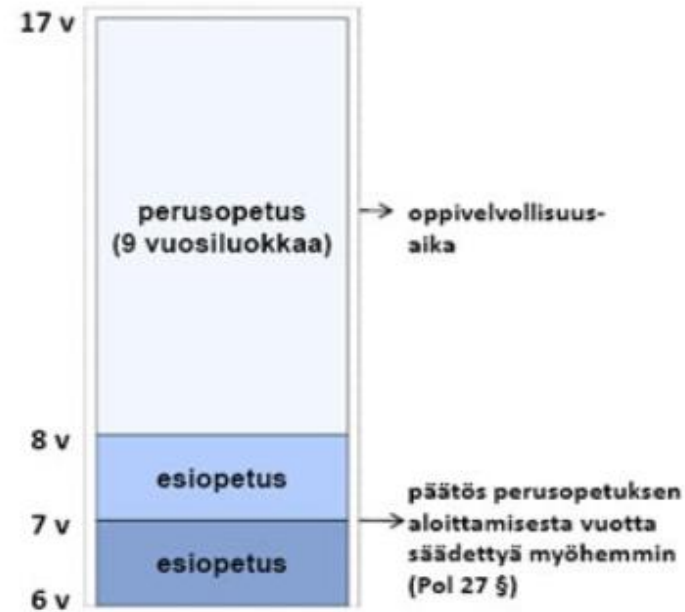 17 v
perusopetus
(9 vuosiluokkaa)
oppivelvollisuus-
aika
8 v
esiopetus
7 v
päätös perusopetuksen
aloittamisesta vuotta
säädettyä myöhemmin
(Pol 27 §)
esiopetus
6 v